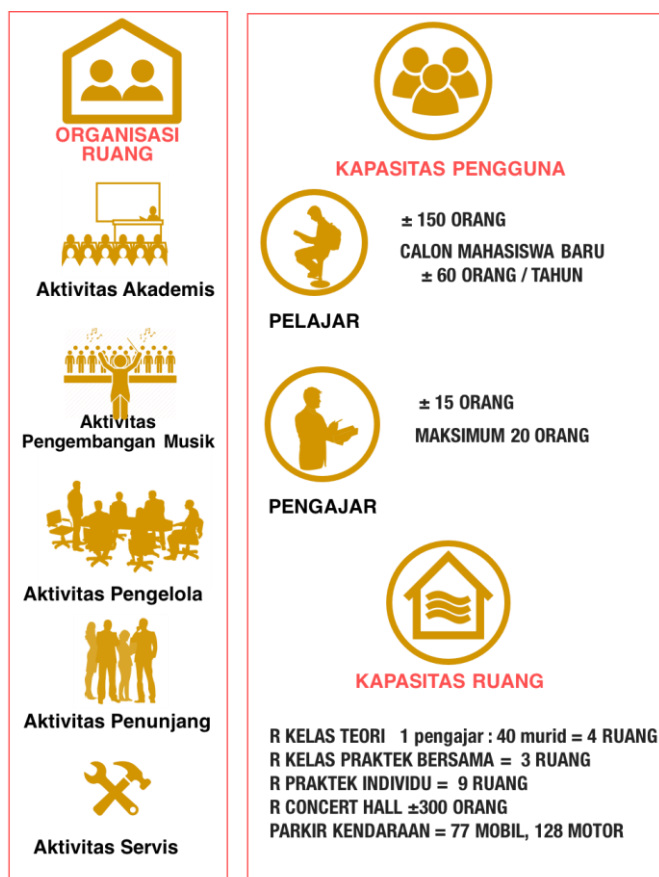 ORGANISASI
RUANG
Aktivitas Akademis
Aktivitas
Pengembangan Musik
Aktivitas Pengelola
Aktivitas Penunjang
Aktivitas Servis
KAPASITAS PENGGUNA
± 150 ORANG
CALON MAHASISWA BARU
± 60 ORANG / TAHUN
PELAJAR
± 15 ORANG
MAKSIMUM 20 ORANG
PENGAJAR
KAPASITAS RUANG
R KELAS TEORI 1 pengajar : 40 murid = 4 RUANG
R KELAS PRAKTEK BERSAMA = 3 RUANG
R PRAKTEK INDIVIDU = 9 RUANG
R CONCERT HALL ±300 ORANG
PARKIR KENDARAAN = 77 MOBIL, 128 MOTOR